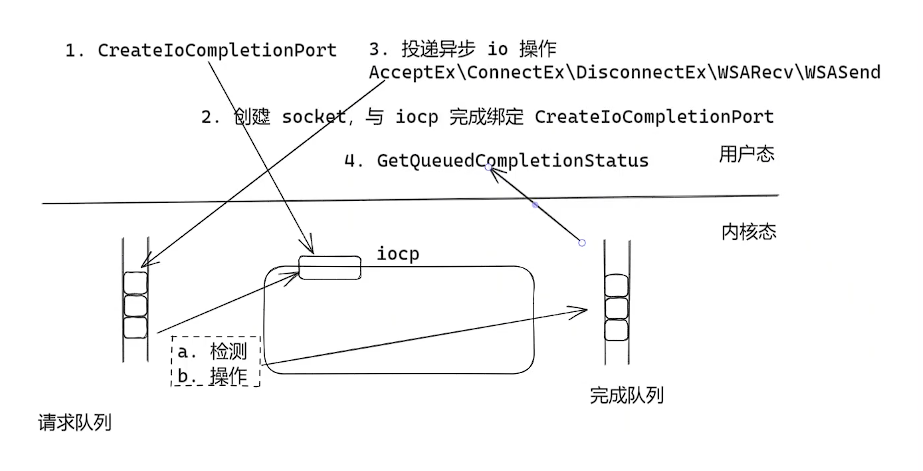 1. CreateIoCompletionPort
3. 投递异步 io 操作
AcceptEx\ConnectEx\DisconnectEx\WSARecv\WSASend
2. 创建 socket，与 iocp 完成绑定 CreateIoCompletionPort
4. GetQueuedCompletionStatus
用户态
内核态
iocp
a. 检测
b. 操作
完成队列
请求队列